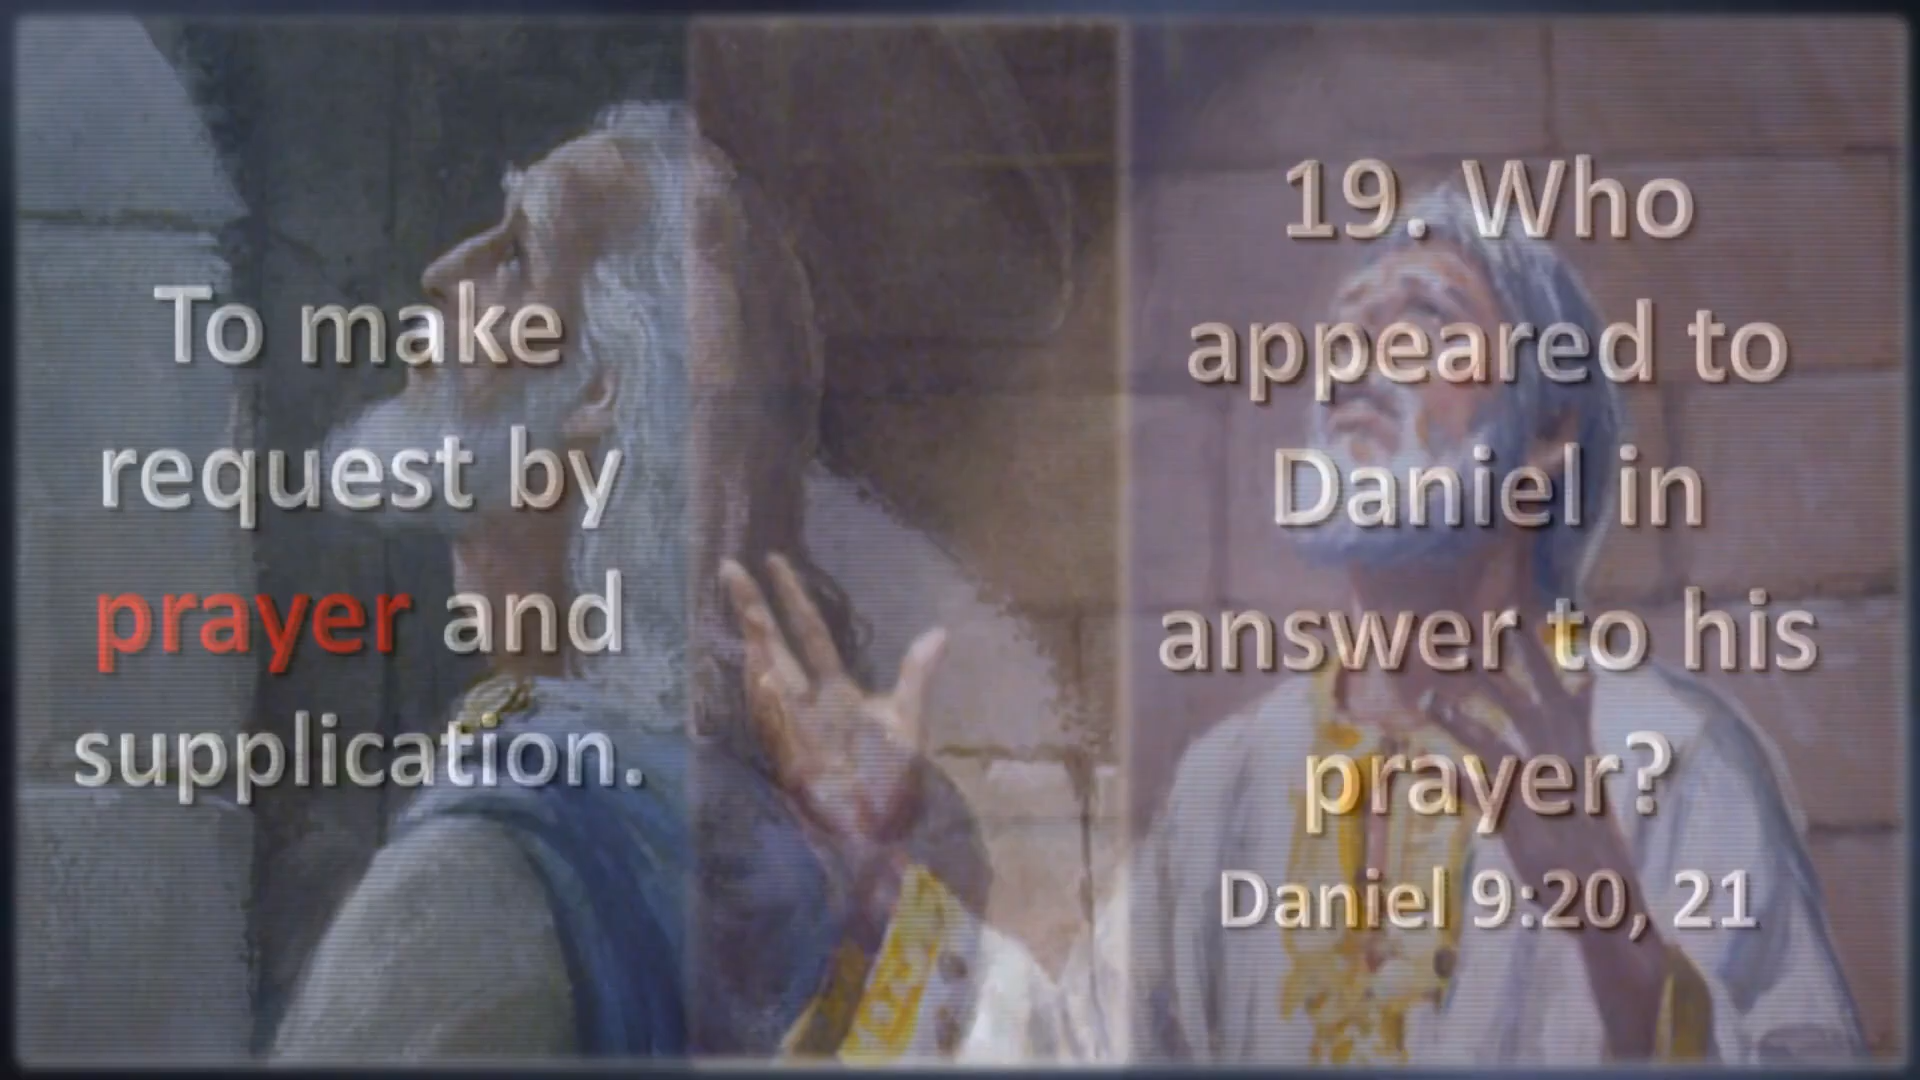 To make
request by
prayer and
supplication.
19. Who
appeared to
Daniel in
answer to his
prayer?
Daniel 9:20, 21